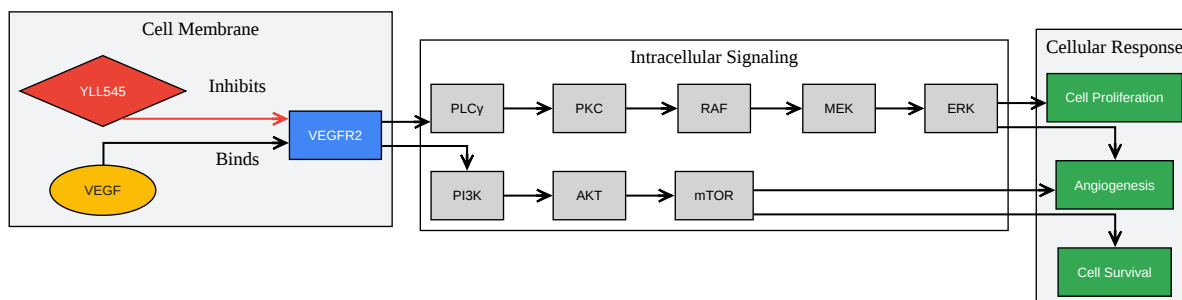 Cell Membrane
YLL545
Inhibits
VEGFR2
Binds
VEGF
Intracellular Signaling
PLCγ
PKC
RAF
MEK
ERK
PI3K
AKT
mTOR
Cellular Response
Cell Proliferation
Angiogenesis
Cell Survival